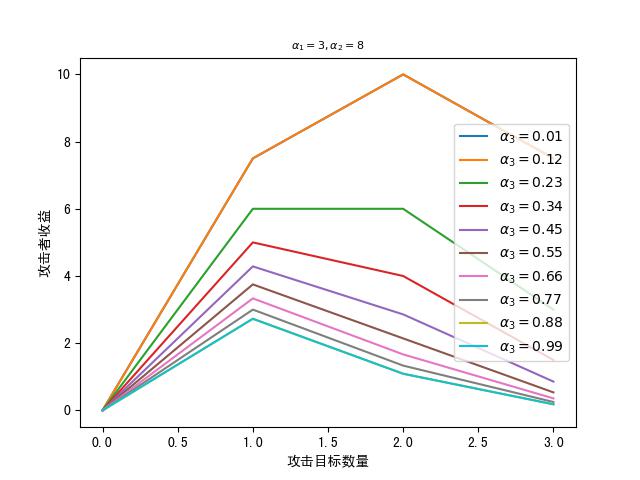 α₁ = 3, α₂ = 8
10
8
6
4
2
0
攻击者收益
0.0 0.5 1.0 1.5 2.0 2.5 3.0
攻击目标数量
α₃ = 0.01
α₃ = 0.12
α₃ = 0.23
α₃ = 0.34
α₃ = 0.45
α₃ = 0.55
α₃ = 0.66
α₃ = 0.77
α₃ = 0.88
α₃ = 0.99